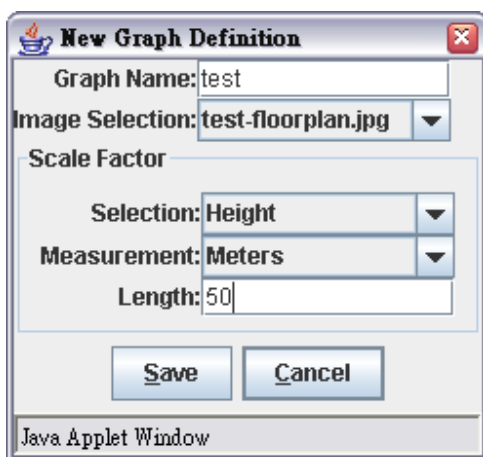 New Graph Definition
Graph Name: test
Image Selection: test-floorplan.jpg
Scale Factor
Selection: Height
Measurement: Meters
Length: 50
Save Cancel
Java Applet Window